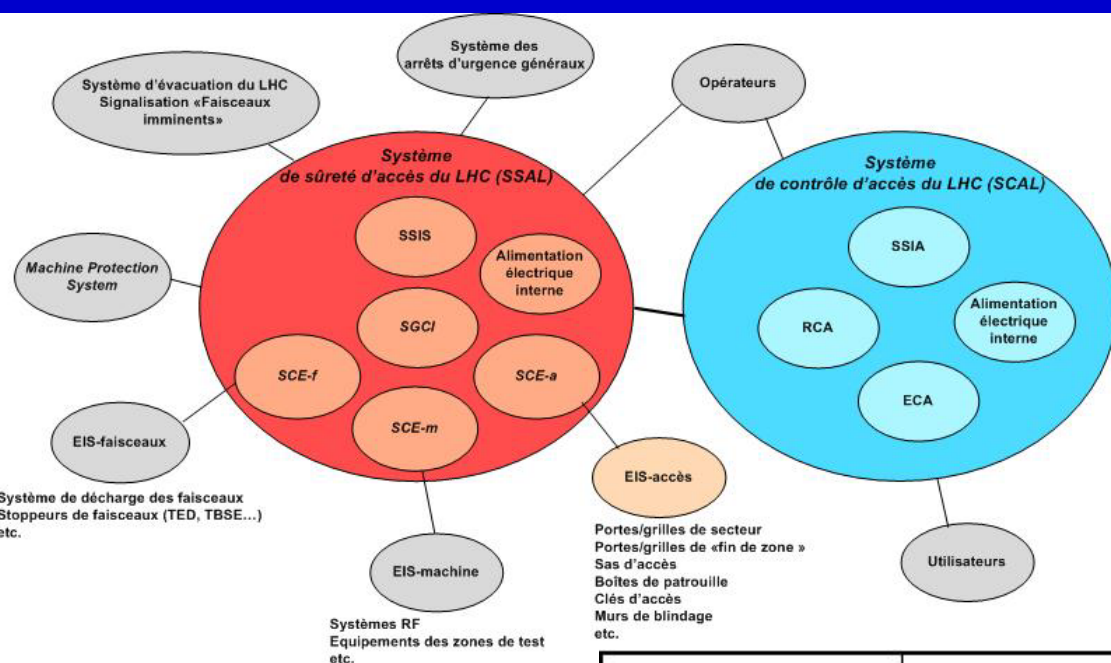 Système des
arrêts d'urgence généraux
Système d'évacuation du LHC
Signalisation «Faisceaux
imminents»
Opérateurs
Système
de sûreté d'accès du LHC (SSAL)
Système
de contrôle d'accès du LHC (SCAL)
SSIS
Alimentation
électrique
interne
SSIA
Machine Protection
System
SGCI
RCA
Alimentation
électrique
interne
SCE-f
SCE-a
ECA
SCE-m
EIS-faisceaux
Système de décharge des faisceaux
Stoppeurs de faisceaux (TED, TBSE...)
etc.
EIS-accès
Portes/grilles de secteur
Portes/grilles de «fin de zone »
Sas d'accès
Boîtes de patrouille
Clés d'accès
Murs de blindage
etc.
Utilisateurs
EIS-machine
Systèmes RF
Equipements des zones de test
etc.